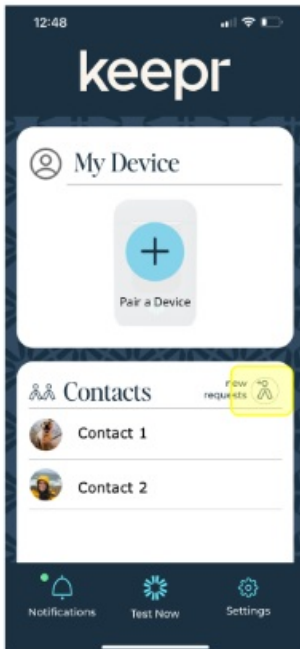 12:48
keepr
My Device
Pair a Device
Contacts
new
requests
Contact 1
Contact 2
Notifications
Test Now
Settings